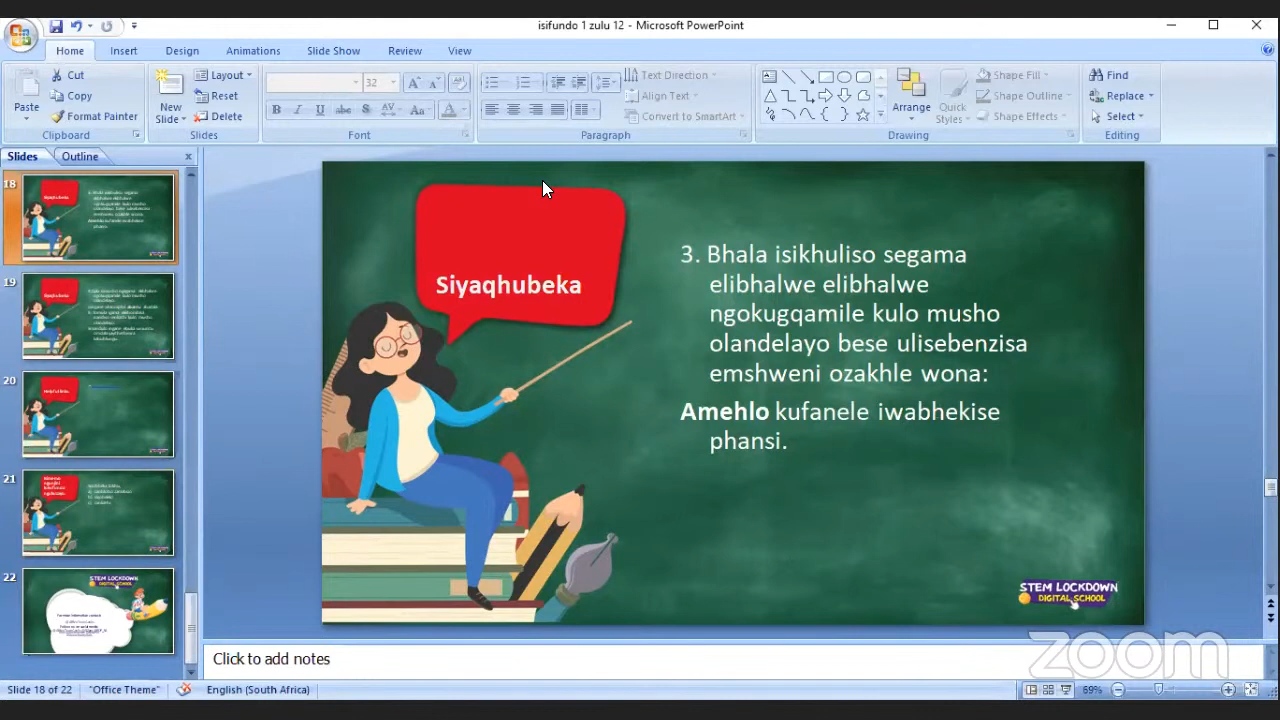 isifundo 1 zulu 12 - Microsoft PowerPoint
Home Insert Design Animations Slide Show Review View
Cut
Copy
Format Painter
Paste
Clipboard
New Slide
Layout
Reset
Delete
Slides
32
Font
Paragraph
Text Direction
Align Text
Convert to SmartArt
Arrange
Quick Styles
Shape Fill
Shape Outline
Shape Effects
Drawing
Find
Replace
Select
Editing
Slides Outline
18
19
20
21
22
Siyaqhubeka
3. Bhala isikhuliso segama
elibhalwe elibhalwe
ngokugqamile kulo musho
olandelayo bese ulisebenzisa
emshweni ozakhle wona:
Amehlo kufanele iwabhekise
phansi.
STEM LOCKDOWN
DIGITAL SCHOOL
Click to add notes
zoom
Slide 18 of 22 "Office Theme" English (South Africa) 69%